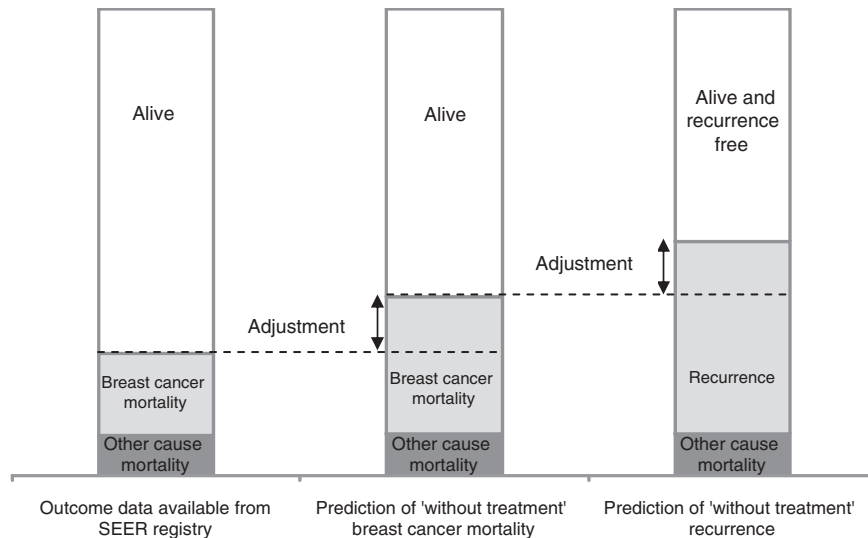 Alive
Alive
Alive and
recurrence
free
Adjustment
Adjustment
Breast cancer
mortality
Breast cancer
mortality
Recurrence
Other cause
mortality
Other cause
mortality
Other cause
mortality
Outcome data available from
SEER registry
Prediction of 'without treatment'
breast cancer mortality
Prediction of 'without treatment'
recurrence